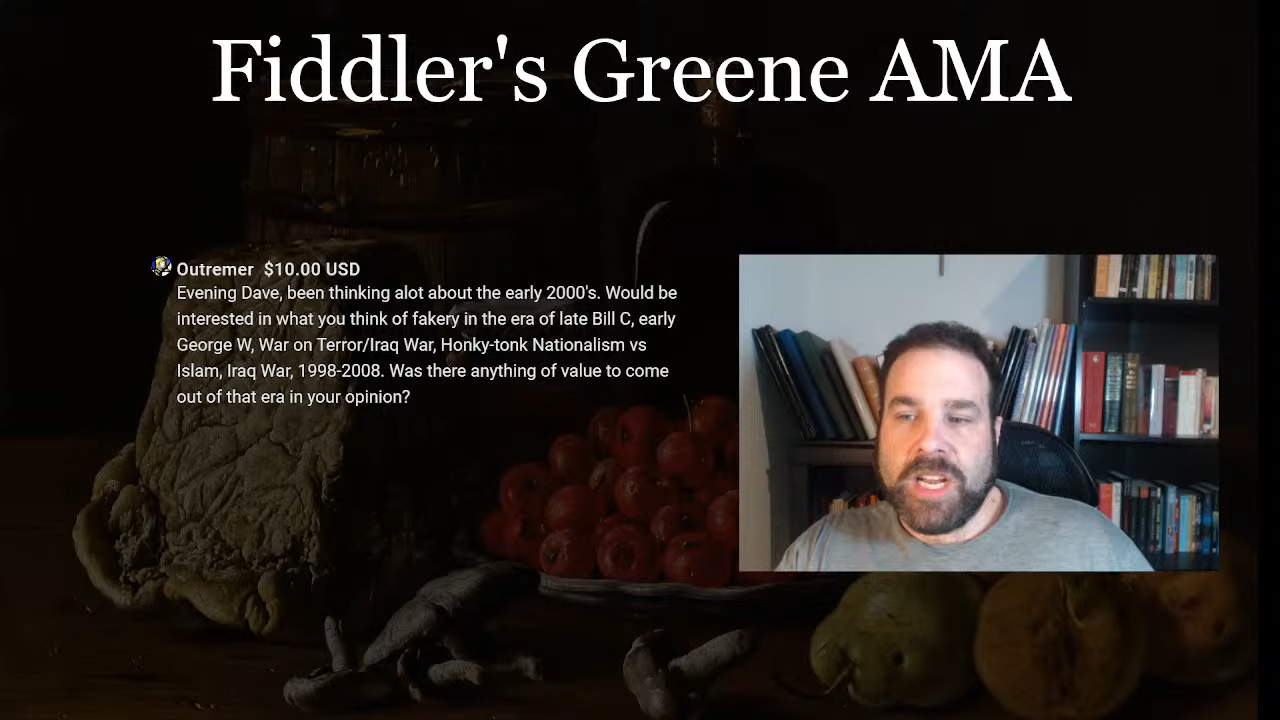 Fiddler's Greene AMA
Outremer $10.00 USD
Evening Dave, been thinking alot about the early 2000's. Would be
interested in what you think of fakery in the era of late Bill C, early
George W, War on Terror/Iraq War, Honky-tonk Nationalism vs
Islam, Iraq War, 1998-2008. Was there anything of value to come
out of that era in your opinion?